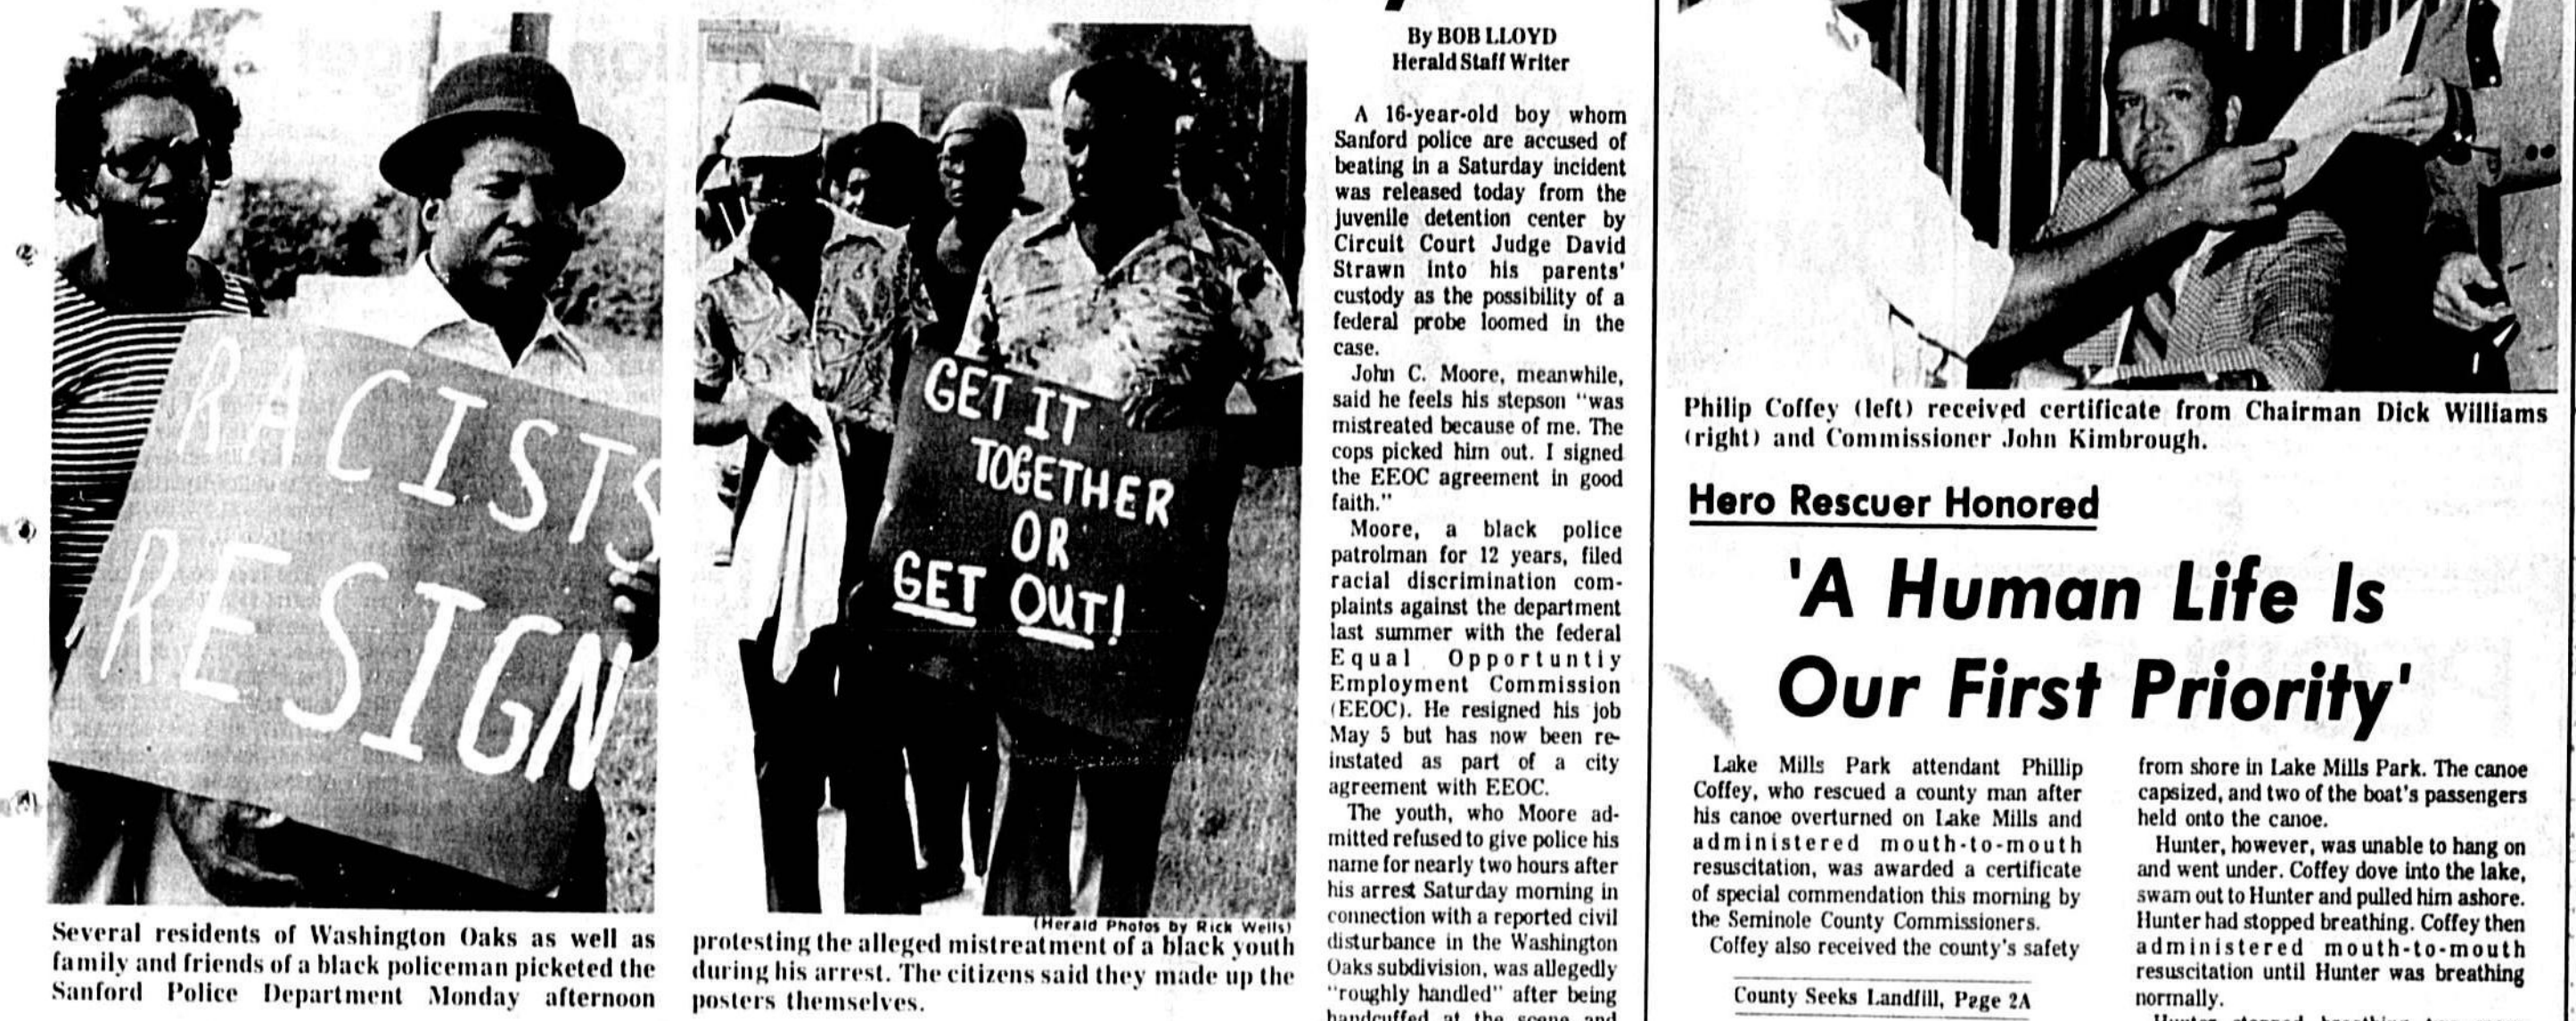 RACISTS
RESIGN
GET IT
TOGETHER
OR
GET OUT!
(Herald Photos by Rick Wells)
Several residents of Washington Oaks as well as
family and friends of a black policeman picketed the
Sanford Police Department Monday afternoon
protesting the alleged mistreatment of a black youth
during his arrest. The citizens said they made up the
posters themselves.
By BOB LLOYD
Herald Staff Writer
A 16-year-old boy whom
Sanford police are accused of
beating in a Saturday incident
was released today from the
juvenile detention center by
Circuit Court Judge David
Strawn into his parents'
custody as the possibility of a
federal probe loomed in the
case.
John C. Moore, meanwhile,
said he feels his stepson "was
mistreated because of me. The
cops picked him out. I signed
the EEOC agreement in good
faith."
Moore, a black police
patrolman for 12 years, filed
racial discrimination com-
plaints against the department
last summer with the federal
Equal Opportuntiy
Employment Commission
(EEOC). He resigned his job
May 5 but has now been re-
instated as part of a city
agreement with EEOC.
The youth, who Moore ad-
mitted refused to give police his
name for nearly two hours after
his arrest Saturday morning in
connection with a reported civil
disturbance in the Washington
Oaks subdivision, was allegedly
"roughly handled" after being
handcuffed at the scene and
Philip Coffey (left) received certificate from Chairman Dick Williams
(right) and Commissioner John Kimbrough.
Hero Rescuer Honored
'A Human Life Is
Our First Priority'
Lake Mills Park attendant Phillip
Coffey, who rescued a county man after
his canoe overturned on Lake Mills and
administered mouth-to-mouth
resuscitation, was awarded a certificate
of special commendation this morning by
the Seminole County Commissioners.
Coffey also received the county's safety
County Seeks Landfill, Page 2A
from shore in Lake Mills Park. The canoe
capsized, and two of the boat's passengers
held onto the canoe.
Hunter, however, was unable to hang on
and went under. Coffey dove into the lake,
swam out to Hunter and pulled him ashore.
Hunter had stopped breathing. Coffey then
administered mouth-to-mouth
resuscitation until Hunter was breathing
normally.